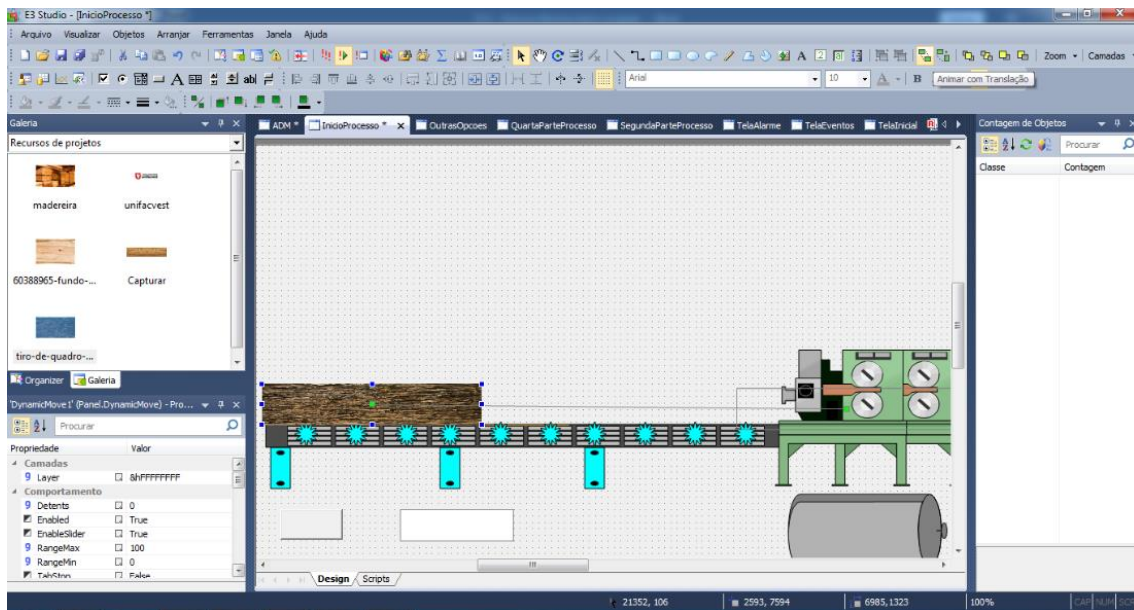 E3 Studio - [InicioProcesso *]
Arquivo Visualizar Objetos Arranjar Ferramentas Janela Ajuda
Zoom Camadas
Arial 10 A B Animar com Translação
Galeria
ADM * InicioProcesso * x OutrasOpcoes QuartaParteProcesso SegundaParteProcesso TelaAlarme TelaEventos TelaInicial
Contagem de Objetos
Recursos de projetos
Procurar
Classe Contagem
madereira unifacvest
60388965-fundo-... Capturar
tiro-de-quadro-...
Organizer Galeria
'DynamicMove1' (Panel.DynamicMove) - Pro...
Procurar
Propriedade Valor
Camadas
Layer &hFFFFFFFF
Comportamento
Detents 0
Enabled True
EnableSlider True
RangeMax 100
RangeMin 0
TabStop False
Design Scripts
21352, 106 2593, 7594 6985,1323 100% CAP NUM SCR